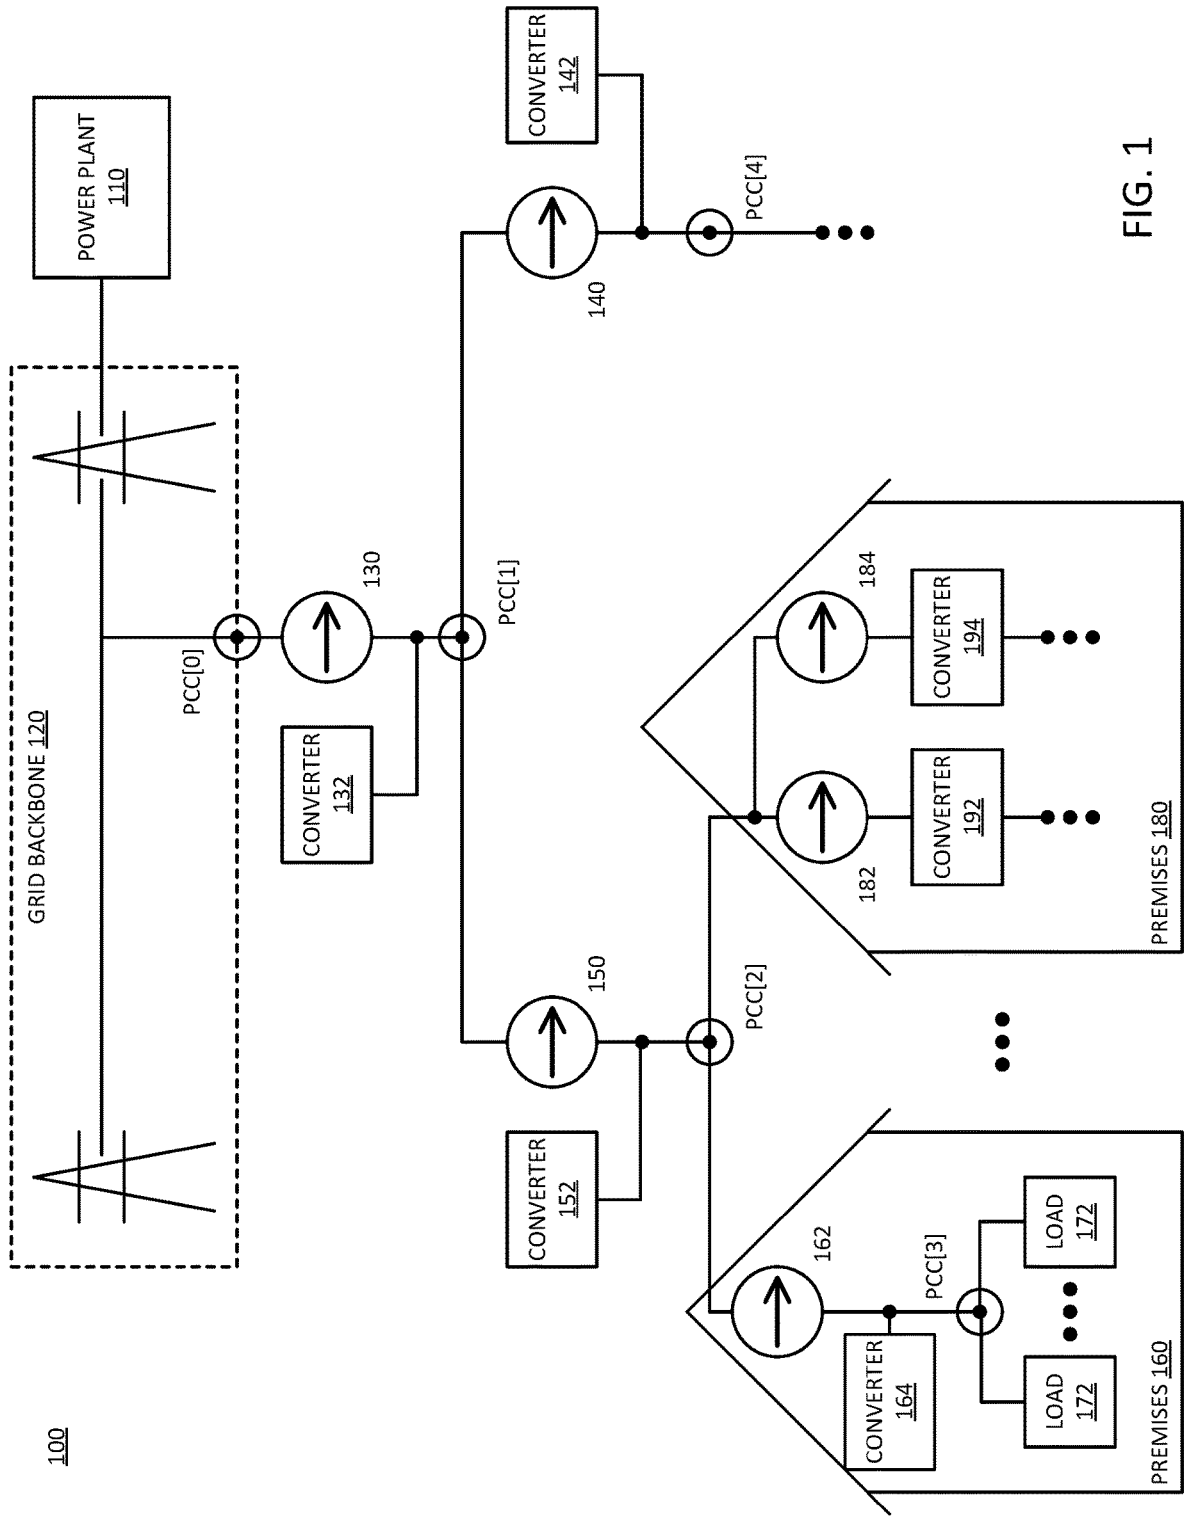 100
GRID BACKBONE 120
POWER PLANT
110
PCC[0]
130
CONVERTER
132
PCC[1]
150
CONVERTER
152
PCC[2]
140
CONVERTER
142
PCC[4]
162
CONVERTER
164
PCC[3]
LOAD
172
LOAD
172
PREMISES 160
182
184
CONVERTER
192
CONVERTER
194
PREMISES 180
FIG. 1